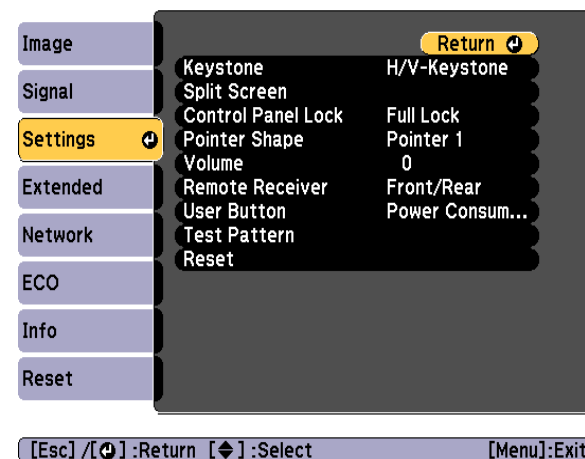 Image
Signal
Settings
Extended
Network
ECO
Info
Reset
Return
Keystone H/V-Keystone
Split Screen
Control Panel Lock Full Lock
Pointer Shape Pointer 1
Volume 0
Remote Receiver Front/Rear
User Button Power Consum...
Test Pattern
Reset
[Esc] /[ ] :Return [ ] :Select [Menu]:Exit